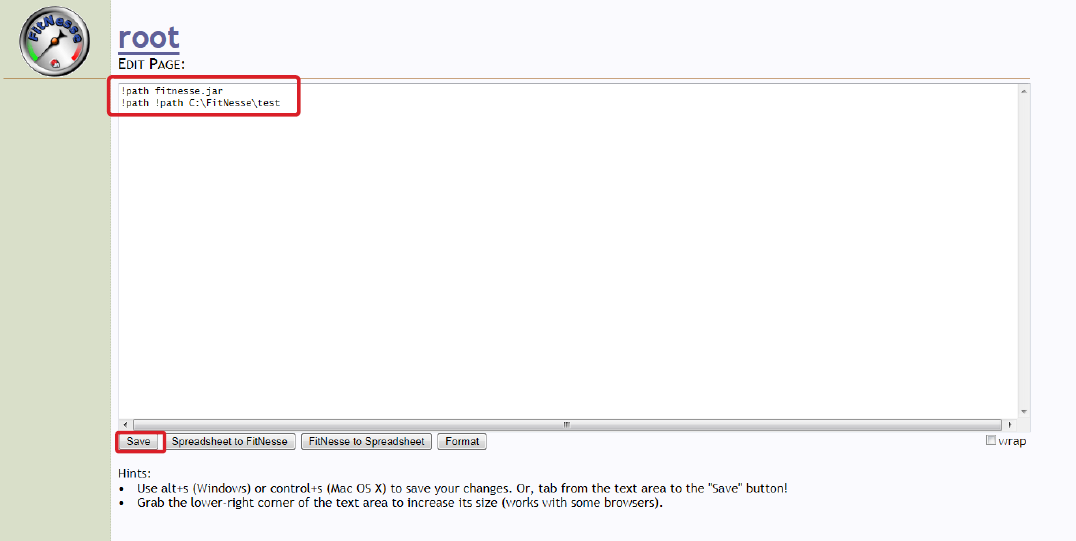 FitNesse
root
EDIT PAGE:
!path fitnesse.jar
!path !path C:\FitNesse\test
Save Spreadsheet to FitNesse FitNesse to Spreadsheet Format wrap
Hints:
• Use alt+s (Windows) or control+s (Mac OS X) to save your changes. Or, tab from the text area to the "Save" button!
• Grab the lower-right corner of the text area to increase its size (works with some browsers).